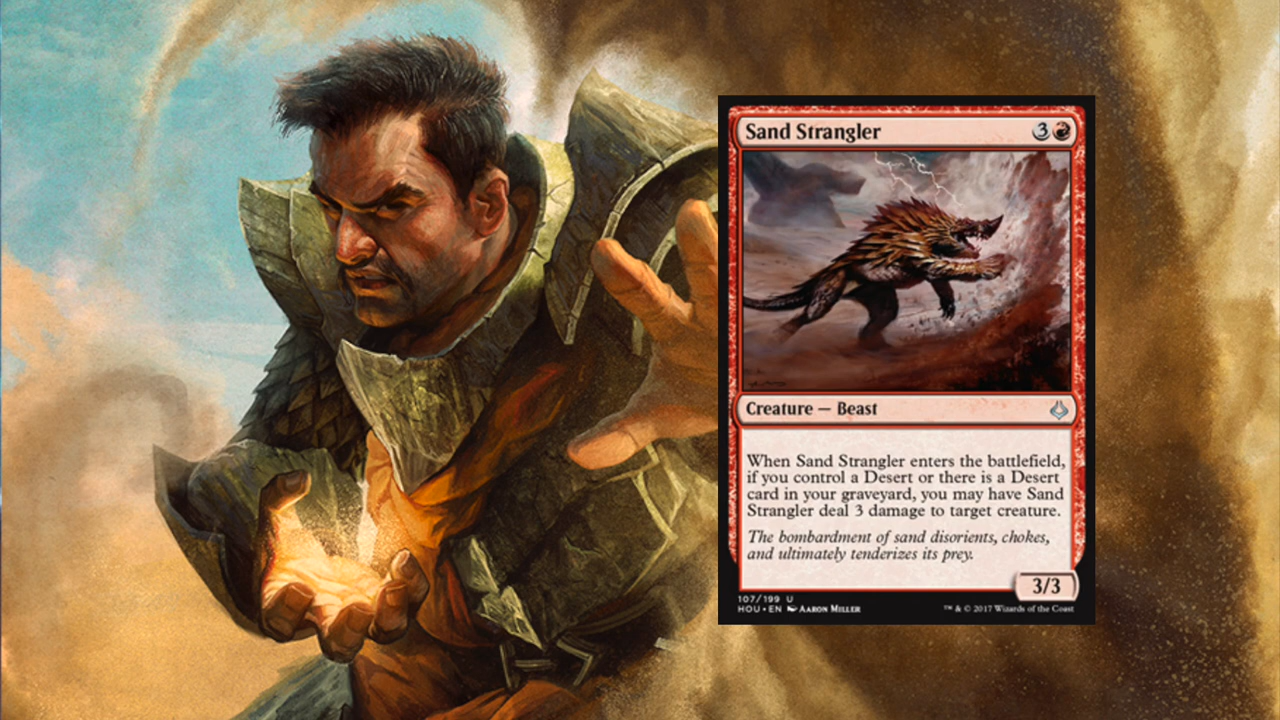 Sand Strangler 3
Creature — Beast
When Sand Strangler enters the battlefield,
if you control a Desert or there is a Desert
card in your graveyard, you may have Sand
Strangler deal 3 damage to target creature.
The bombardment of sand disorients, chokes,
and ultimately tenderizes its prey.
3/3
107/199 U
HOU • EN AARON MILLER ™ & © 2017 Wizards of the Coast